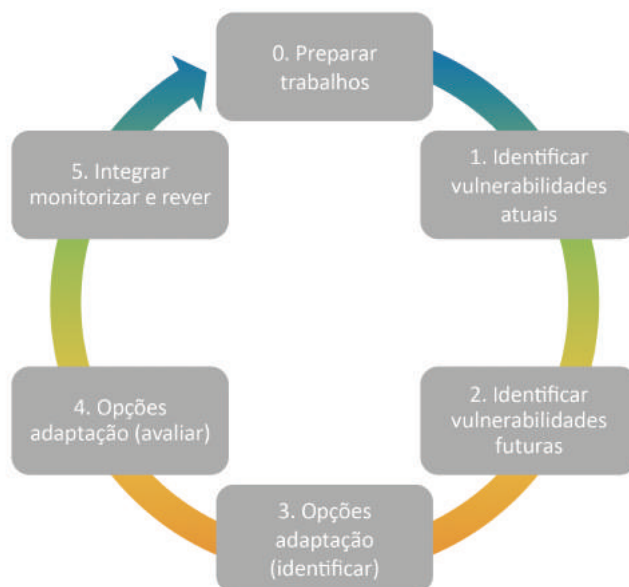 0. Preparar
trabalhos
1. Identificar
vulnerabilidades
atuais
2. Identificar
vulnerabilidades
futuras
3. Opções
adaptação
(identificar)
4. Opções
adaptação (avaliar)
5. Integrar
monitorizar e rever